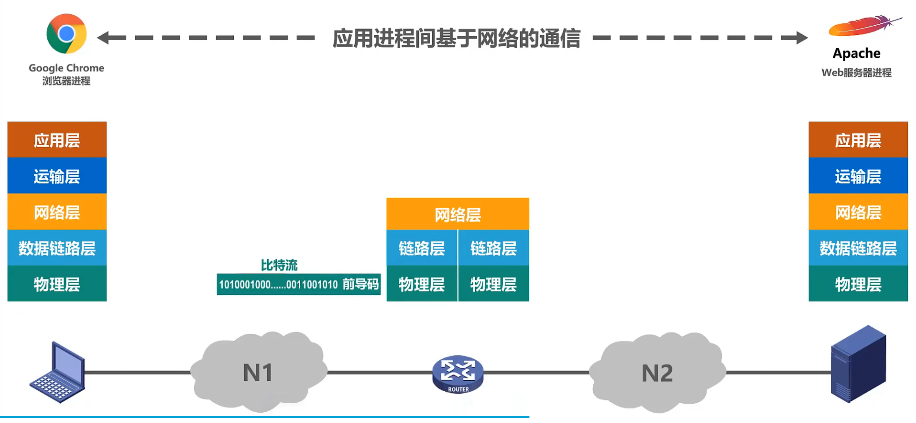 应用进程间基于网络的通信
Google Chrome
浏览器进程
Apache
Web服务器进程
应用层
运输层
网络层
数据链路层
物理层
网络层
链路层 链路层
物理层 物理层
比特流
1010001000......0011001010 前导码
应用层
运输层
网络层
数据链路层
物理层
N1
ROUTER
N2